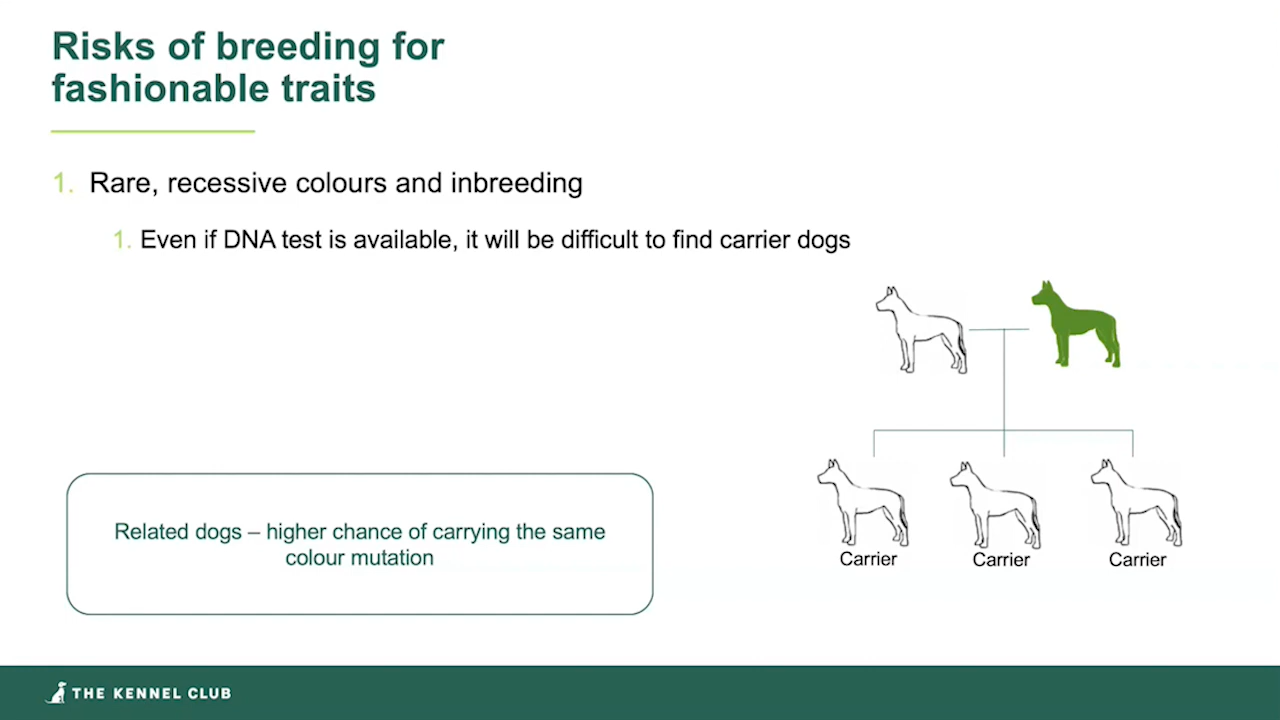 Risks of breeding for
fashionable traits
1. Rare, recessive colours and inbreeding
1. Even if DNA test is available, it will be difficult to find carrier dogs
Related dogs – higher chance of carrying the same
colour mutation
Carrier Carrier Carrier
THE KENNEL CLUB